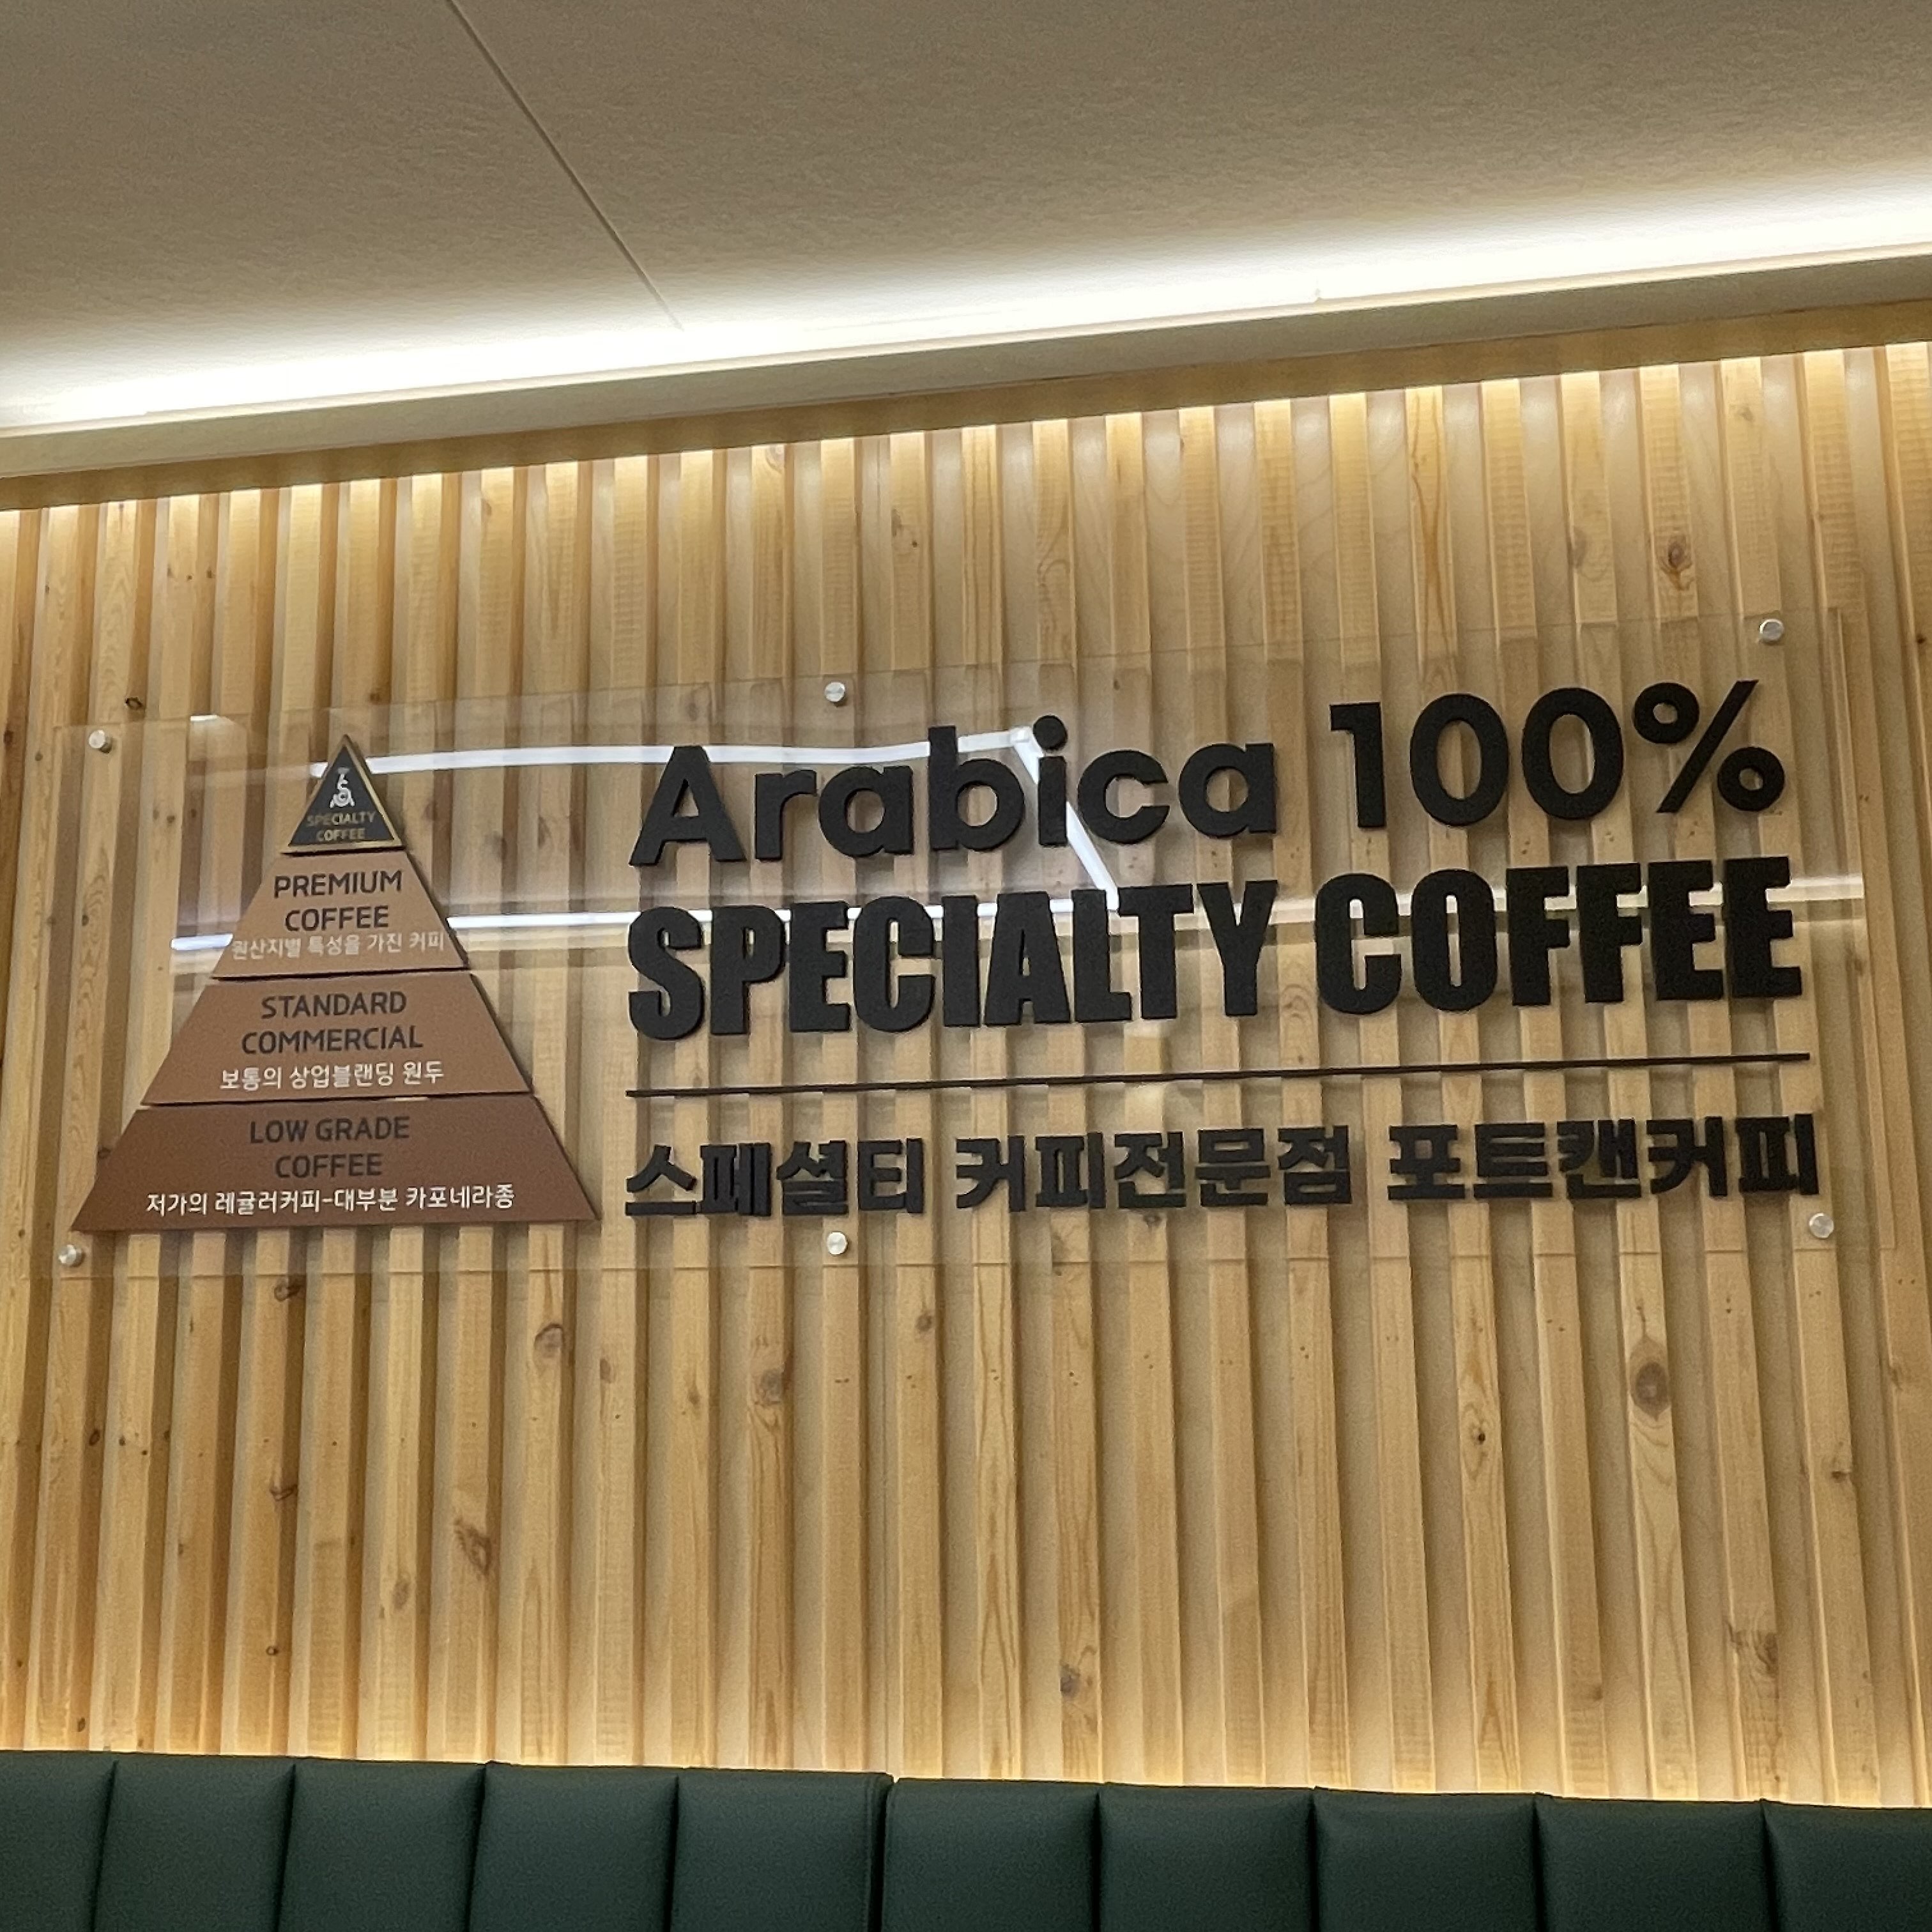 SPECIALTY
COFFEE
PREMIUM
COFFEE
원산지별 특성을 가진 커피
STANDARD
COMMERCIAL
보통의 상업블랜딩 원두
LOW GRADE
COFFEE
저가의 레귤러커피-대부분 카포네라종
Arabica 100%
SPECIALTY COFFEE
스페셜티 커피전문점 포트캔커피